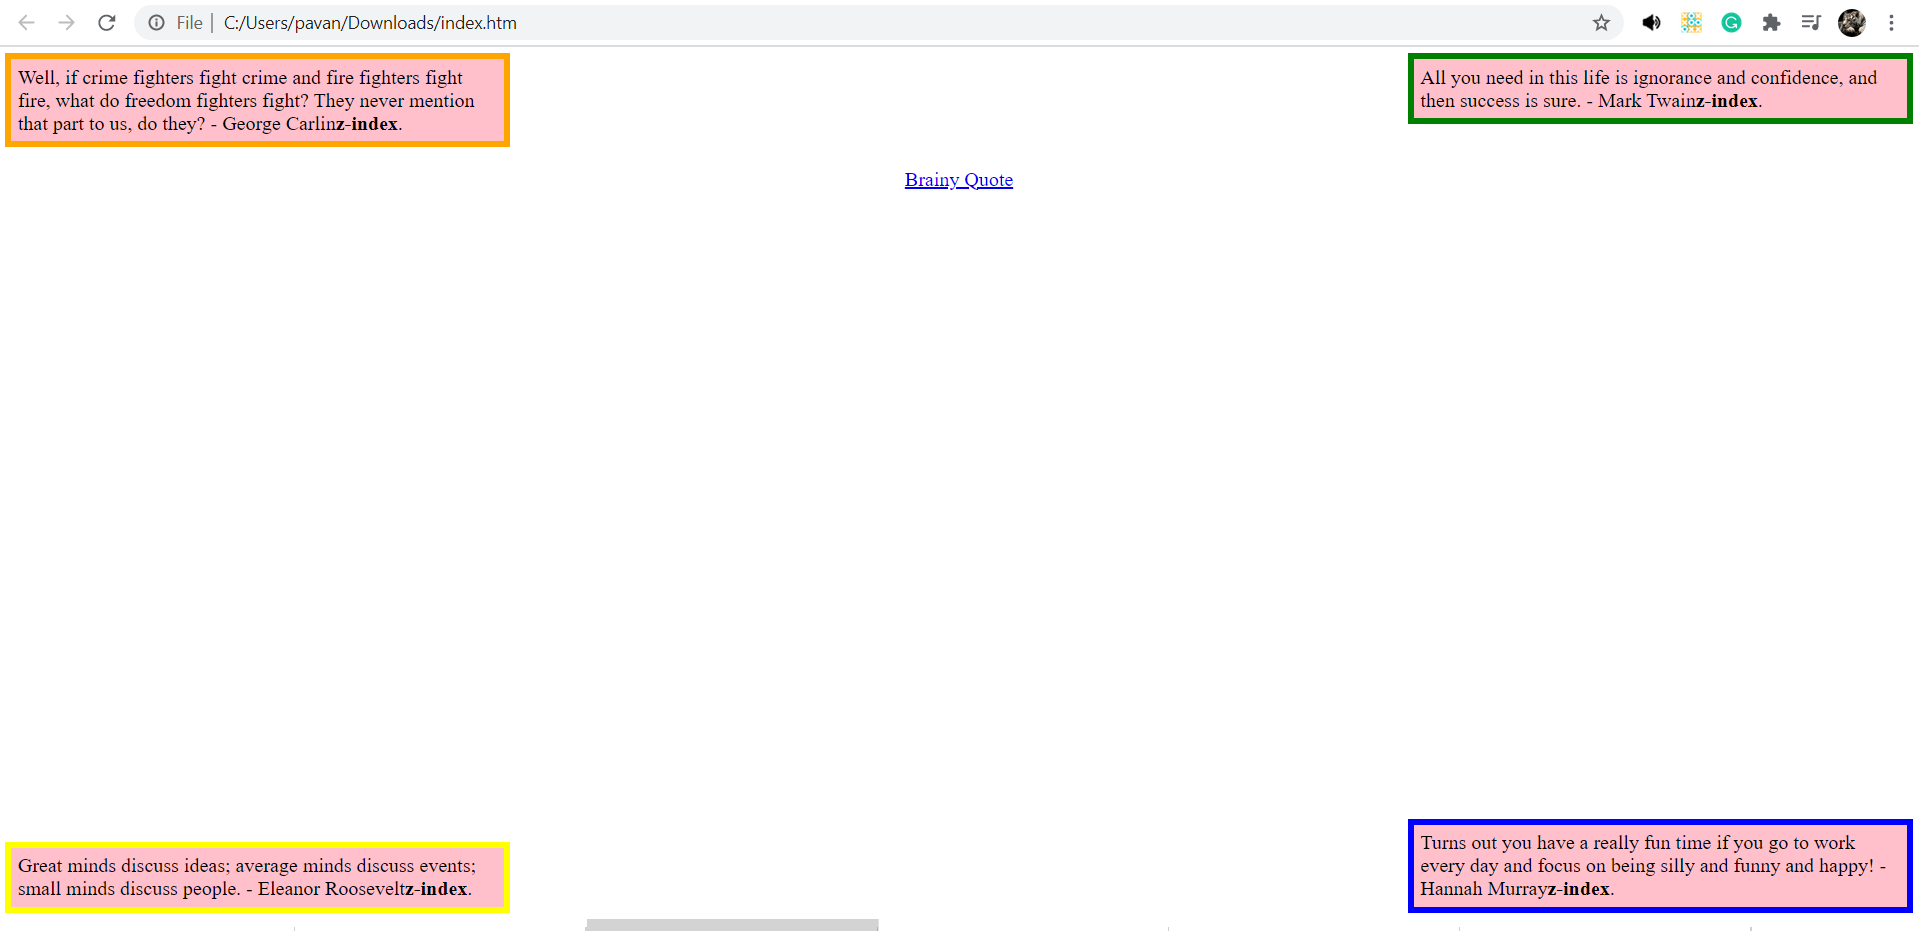 File | C:/Users/pavan/Downloads/index.htm
Well, if crime fighters fight crime and fire fighters fight
fire, what do freedom fighters fight? They never mention
that part to us, do they? - George Carlinz-index.
All you need in this life is ignorance and confidence, and
then success is sure. - Mark Twainz-index.
Brainy Quote
Great minds discuss ideas; average minds discuss events;
small minds discuss people. - Eleanor Rooseveltz-index.
Turns out you have a really fun time if you go to work
every day and focus on being silly and funny and happy! -
Hannah Murrayz-index.